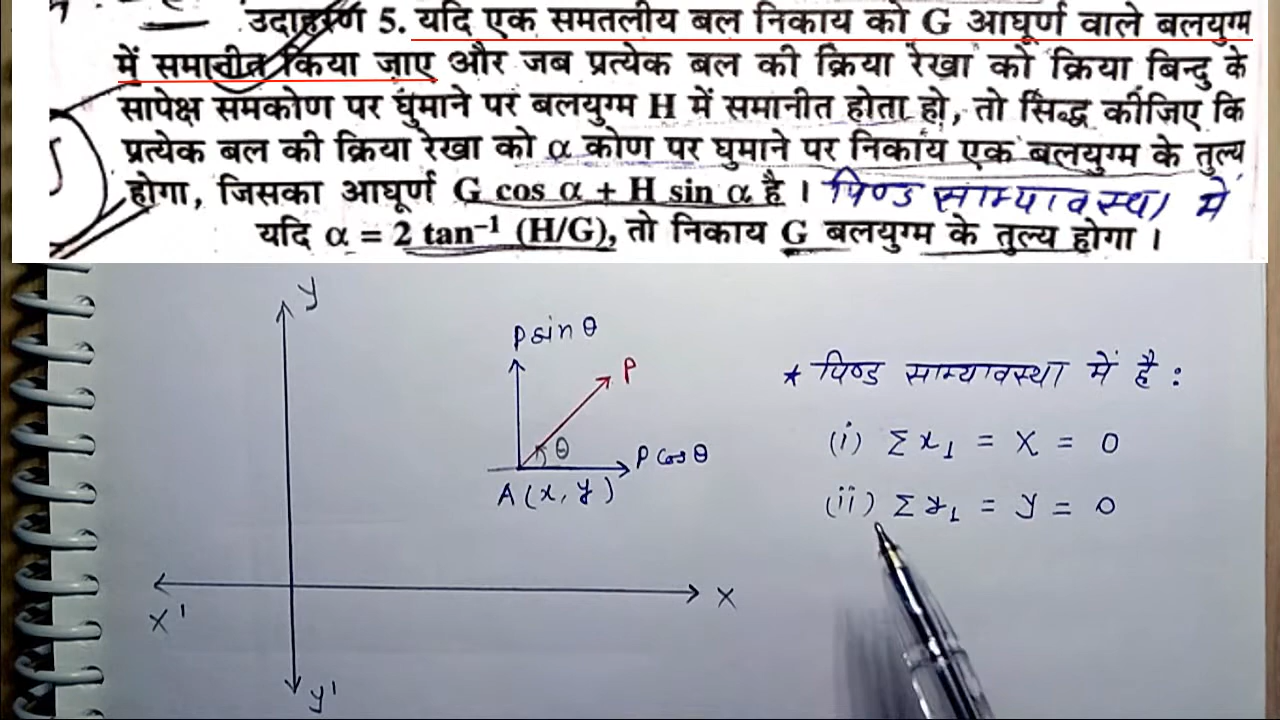 उदाहरण 5. यदि एक समतलीय बल निकाय को G आघूर्ण वाले बलयुग्म
में समानीत किया जाए और जब प्रत्येक बल की क्रिया रेखा को क्रिया बिन्दु के
सापेक्ष समकोण पर घुमाने पर बलयुग्म H में समानीत होता हो, तो सिद्ध कीजिए कि
प्रत्येक बल की क्रिया रेखा को α कोण पर घुमाने पर निकाय एक बलयुग्म के तुल्य
होगा, जिसका आघूर्ण G cos α + H sin α है । पिण्ड साम्यावस्था में
यदि α = 2 tan⁻¹ (H/G), तो निकाय G बलयुग्म के तुल्य होगा ।
y
P sin θ
P
θ
P cos θ
A (x, y)
x'
x
y'
* पिण्ड साम्यावस्था में है :
(i) Σx₁ = X = 0
(ii) Σy₁ = y = 0